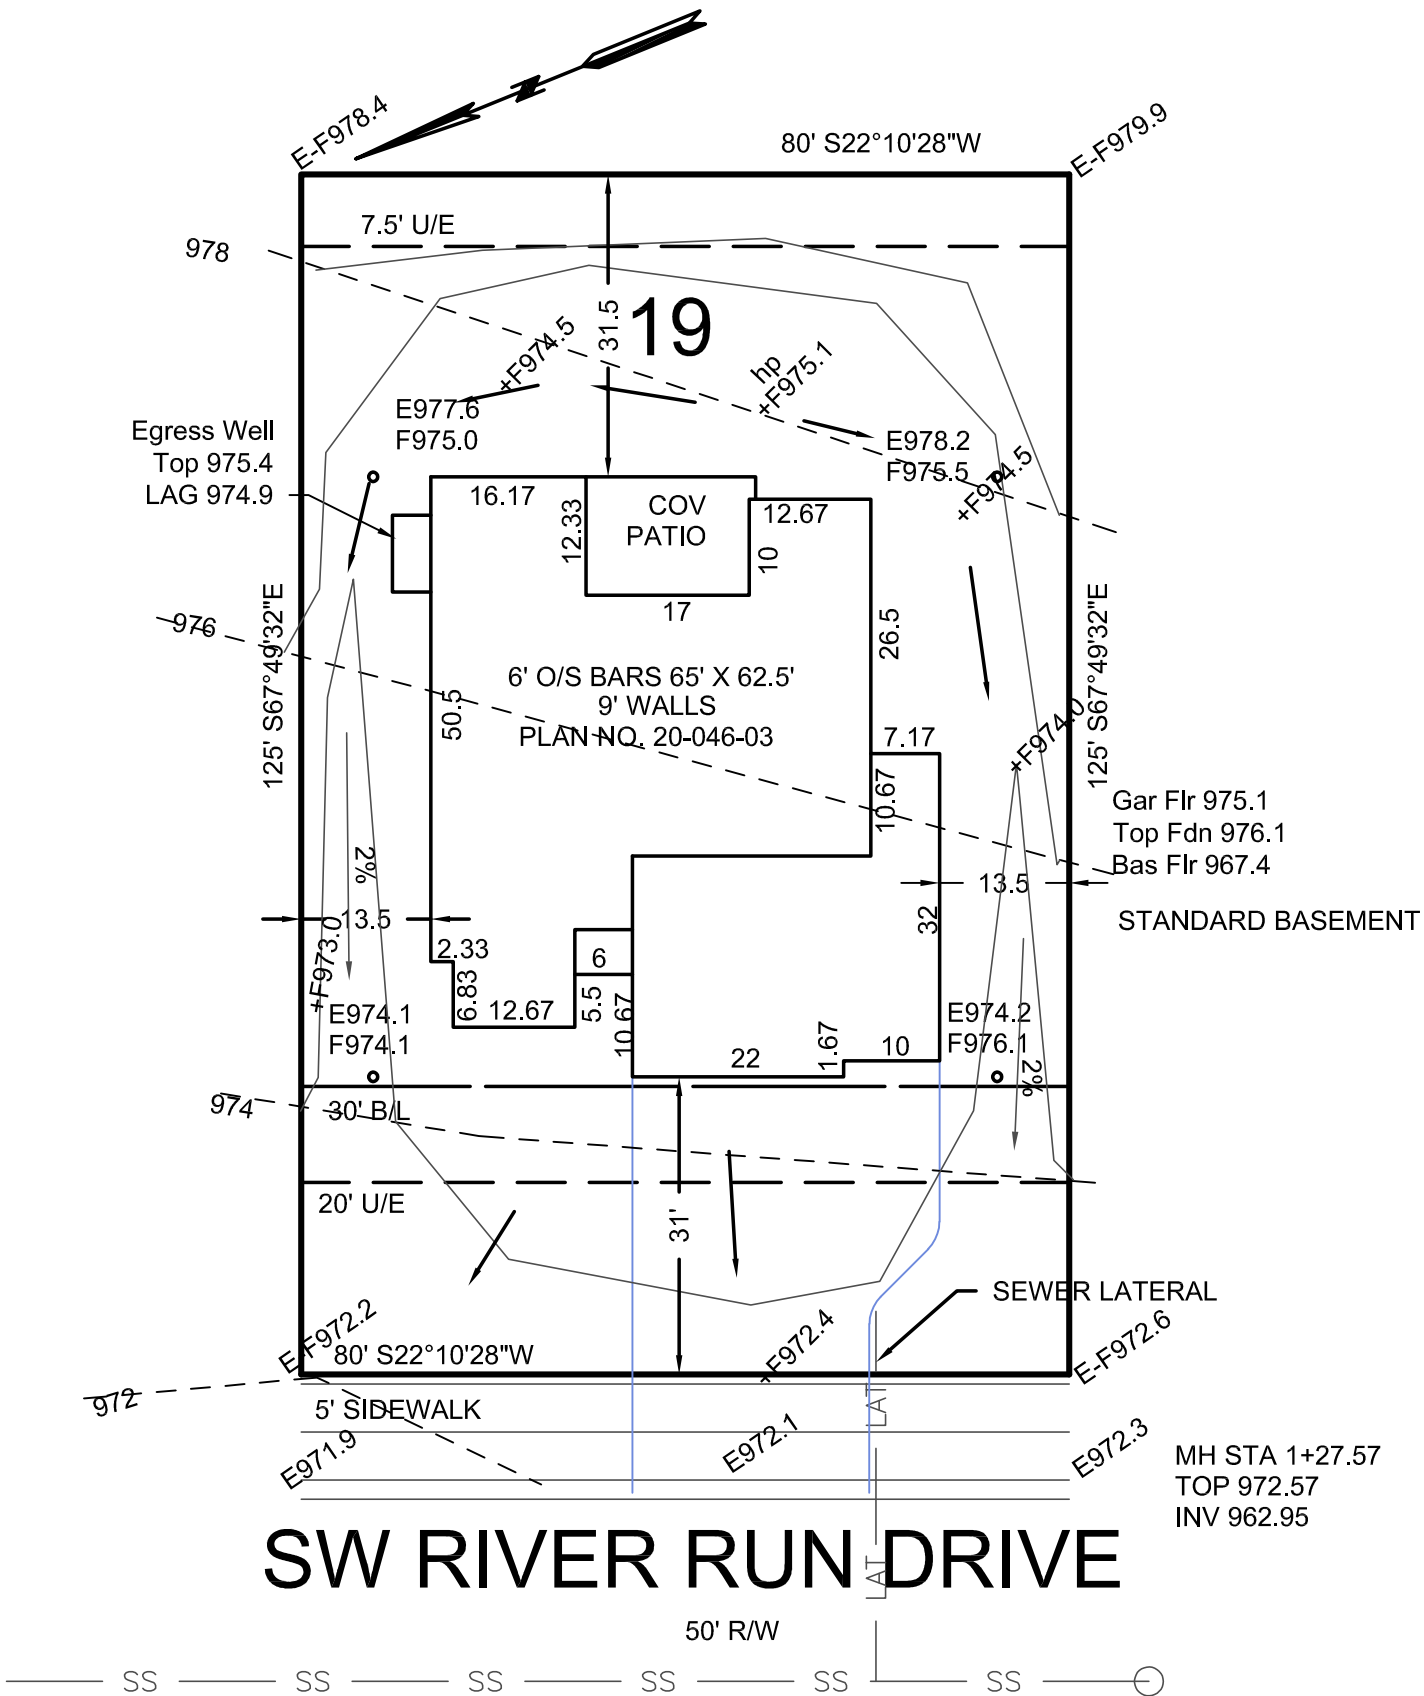 N
E-F978.4
80' S22°10'28"W
E-F979.9
7.5' U/E
978
31.5
19
+F974.5
hp
+F975.1
E977.6
F975.0
E978.2
F975.5
+F974.5
Egress Well
Top 975.4
LAG 974.9
16.17
12.33
COV
PATIO
12.67
10
17
125' S67°49'32"E
976
26.5
125' S67°49'32"E
6' O/S BARS 65' X 62.5'
9' WALLS
PLAN NO. 20-046-03
50.5
7.17
+F974.0
10.67
Gar Flr 975.1
Top Fdn 976.1
Bas Flr 967.4
2%
13.5
13.5
STANDARD BASEMENT
32
+F973.0
2.33
6.83
12.67
6
5.5
10.67
E974.1
F974.1
E974.2
F976.1
22
1.67
10
2%
974
30' B/L
20' U/E
31'
SEWER LATERAL
E-F972.2
80' S22°10'28"W
+F972.4
E-F972.6
972
5' SIDEWALK
LAT
E971.9
E972.1
E972.3
MH STA 1+27.57
TOP 972.57
INV 962.95
SW RIVER RUN DRIVE
LAT
50' R/W
SS SS SS SS SS SS